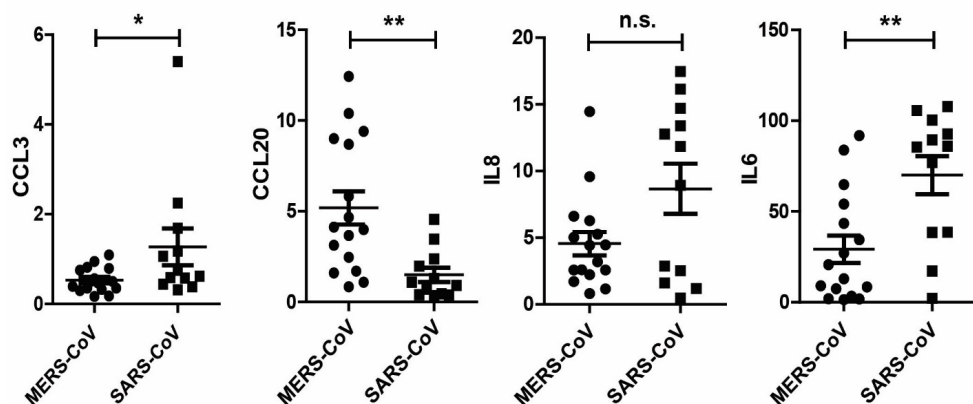 *
6
4
2
0
CCL3
MERS-CoV
SARS-CoV
**
15
10
5
0
CCL20
MERS-CoV
SARS-CoV
n.s.
20
15
10
5
0
IL8
MERS-CoV
SARS-CoV
**
150
100
50
0
IL6
MERS-CoV
SARS-CoV